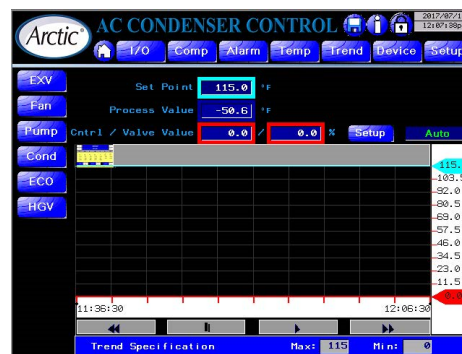 Arctic
AC CONDENSER CONTROL
2017/07/1
12:07:38p
I/O Comp Alarm Temp Trend Device Setup
EXV
Fan
Pump
Cond
ECO
HGV
Set Point 115.0 °F
Process Value -50.6 °F
Cntrl / Valve Value 0.0 / 0.0 % Setup Auto
115.
103.5
92.0
80.5
69.0
57.5
46.0
34.5
23.0
11.5
0.0
11:36:30 12:06:30
Trend Specification Max: 115 Min: 0